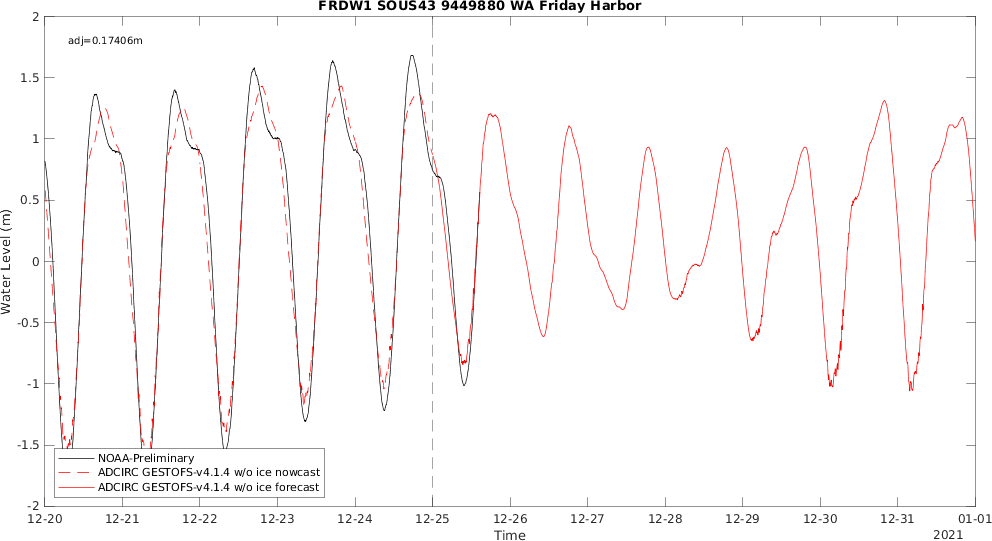 FRDW1 SOUS43 9449880 WA Friday Harbor
adj=0.17406m
2
1.5
1
0.5
0
-0.5
-1
-1.5
-2
Water Level (m)
NOAA-Preliminary
ADCIRC GESTOFS-v4.1.4 w/o ice nowcast
ADCIRC GESTOFS-v4.1.4 w/o ice forecast
12-20 12-21 12-22 12-23 12-24 12-25 12-26 12-27 12-28 12-29 12-30 12-31 01-01
Time
2021